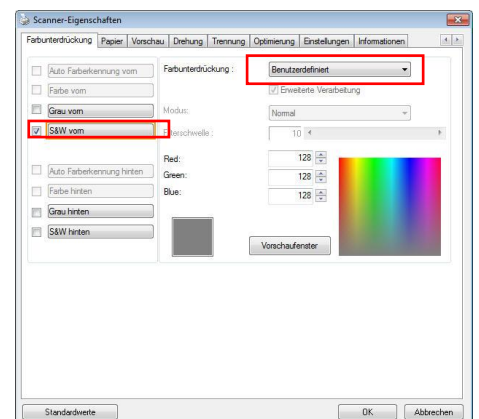 Scanner-Eigenschaften
Farbunterdrückung Papier Vorschau Drehung Trennung Optimierung Einstellungen Informationen
Auto Farberkennung vorn
Farbe vorn
Grau vorn
S&W vorn
Auto Farberkennung hinten
Farbe hinten
Grau hinten
S&W hinten
Farbunterdrückung : Benutzerdefiniert
Erweiterte Verarbeitung
Modus: Normal
10
Red: 128
Green: 128
Blue: 128
Vorschaufenster
Standardwerte OK Abbrechen